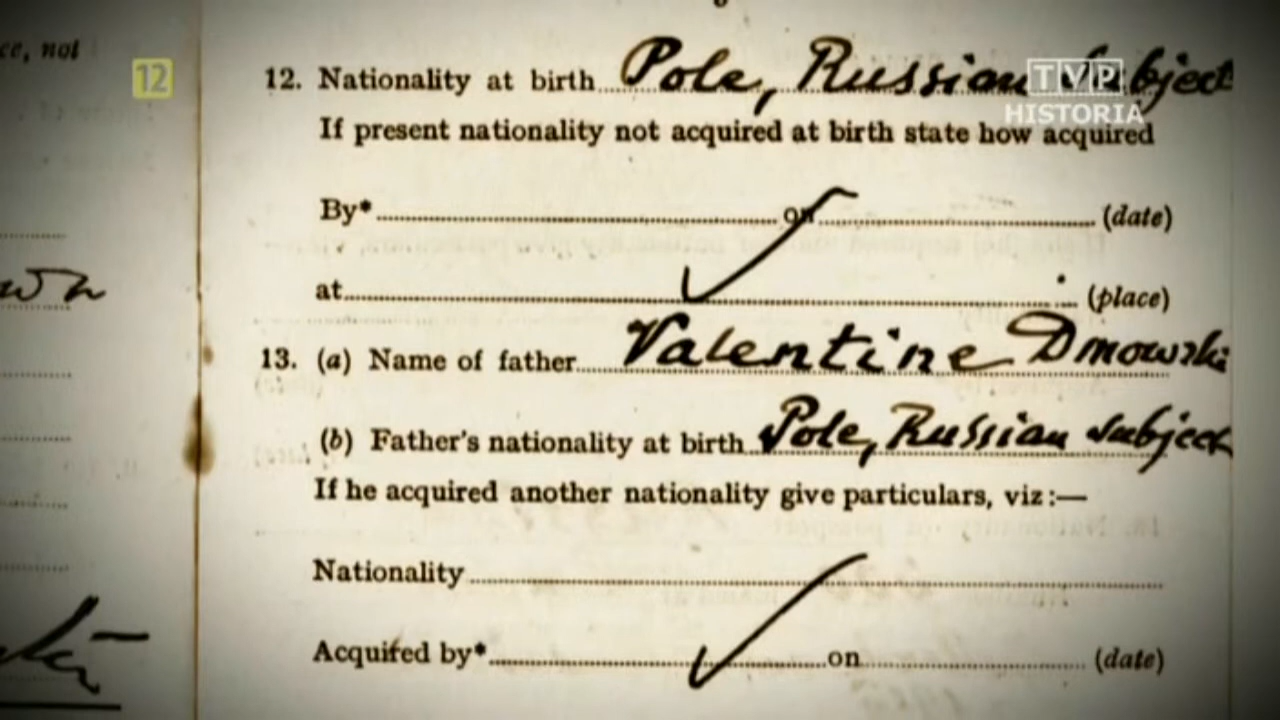 ce, not
12
TVP
HISTORIA
12. Nationality at birth Pole, Russian Subject
If present nationality not acquired at birth state how acquired
By* on (date)
at (place)
13. (a) Name of father Valentine Dmowski
(b) Father's nationality at birth Pole, Russian subject
If he acquired another nationality give particulars, viz:—
Nationality
Acquired by* on (date)